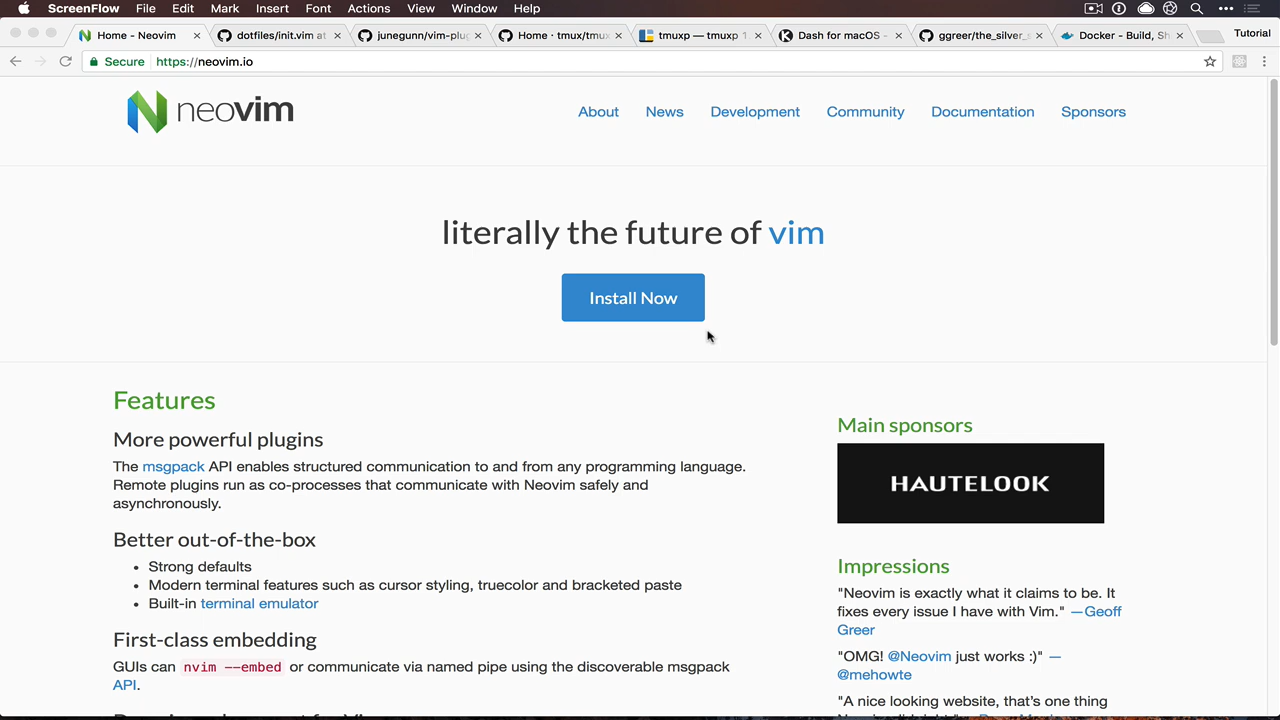 ScreenFlow File Edit Mark Insert Font Actions View Window Help
Home - Neovim
dotfiles/init.vim at
junegunn/vim-plug
Home · tmux/tmux
tmuxp — tmuxp 1
Dash for macOS -
ggreer/the_silver_s
Docker - Build, Sh
Tutorial
Secure https://neovim.io
neovim
About News Development Community Documentation Sponsors
literally the future of vim
Install Now
Features
More powerful plugins
The msgpack API enables structured communication to and from any programming language.
Remote plugins run as co-processes that communicate with Neovim safely and
asynchronously.
Better out-of-the-box
• Strong defaults
• Modern terminal features such as cursor styling, truecolor and bracketed paste
• Built-in terminal emulator
First-class embedding
GUIs can nvim --embed or communicate via named pipe using the discoverable msgpack
API.
Main sponsors
HAUTELOOK
Impressions
"Neovim is exactly what it claims to be. It
fixes every issue I have with Vim." —Geoff
Greer
"OMG! @Neovim just works :)" —
@mehowte
"A nice looking website, that's one thing